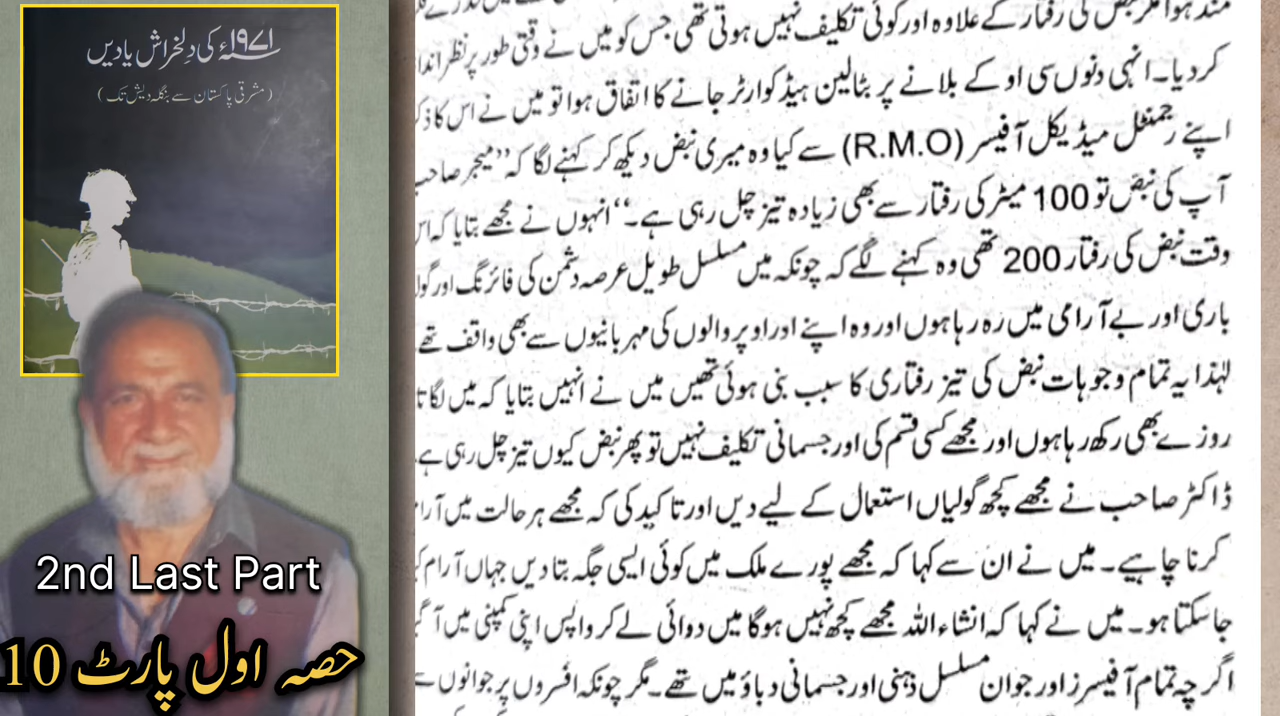 ۱۹۷۱ء کی دلخراش یادیں
(مشرقی پاکستان سے بنگلہ دیش تک)
2nd Last Part
حصہ اول پارٹ 10
کی رفتار کے علاوہ اور کوئی تکلیف نہیں ہوتی تھی جس کو میں نے وقتی طور پر نظر
کر دیا۔ انہی دنوں سی او کے بلانے پر بٹالین ہیڈ کوارٹر جانے کا اتفاق ہوا تو میں نے اس کا
اپنے رجمنٹل میڈیکل آفیسر (R.M.O) سے کیا وہ میری نبض دیکھ کر کہنے لگا کہ ’’میجر
آپ کی نبض تو 100 میٹر کی رفتار سے بھی زیادہ تیز چل رہی ہے۔‘‘ انہوں نے مجھے بتایا کہ
وقت نبض کی رفتار 200 تھی وہ کہنے لگے کہ چونکہ میں مسلسل طویل عرصہ دشمن کی فائرنگ اور
باری اور بے آرامی میں رہ رہا ہوں اور وہ اپنے اور اوپر والوں کی مہربانیوں سے بھی واقف تھے
لہٰذا یہ تمام وجوہات نبض کی تیز رفتاری کا سبب بنی ہوئی تھیں میں نے انہیں بتایا کہ میں
روزے بھی رکھ رہا ہوں اور مجھے کسی قسم کی اور جسمانی تکلیف نہیں تو پھر نبض کیوں تیز چل رہی ہے
ڈاکٹر صاحب نے مجھے کچھ گولیاں استعمال کے لیے دیں اور تاکید کی کہ مجھے ہر حالت میں
کرنا چاہیے۔ میں نے ان سے کہا کہ مجھے پورے ملک میں کوئی ایسی جگہ بتا دیں جہاں آرام
جا سکتا ہو۔ میں نے کہا کہ انشاء اللہ مجھے کچھ نہیں ہوگا میں دوائی لے کر واپس اپنی کمپنی میں
اگرچہ تمام آفیسرز اور جوان مسلسل ذہنی اور جسمانی دباؤ میں تھے۔ مگر چونکہ افسروں پر جوانوں